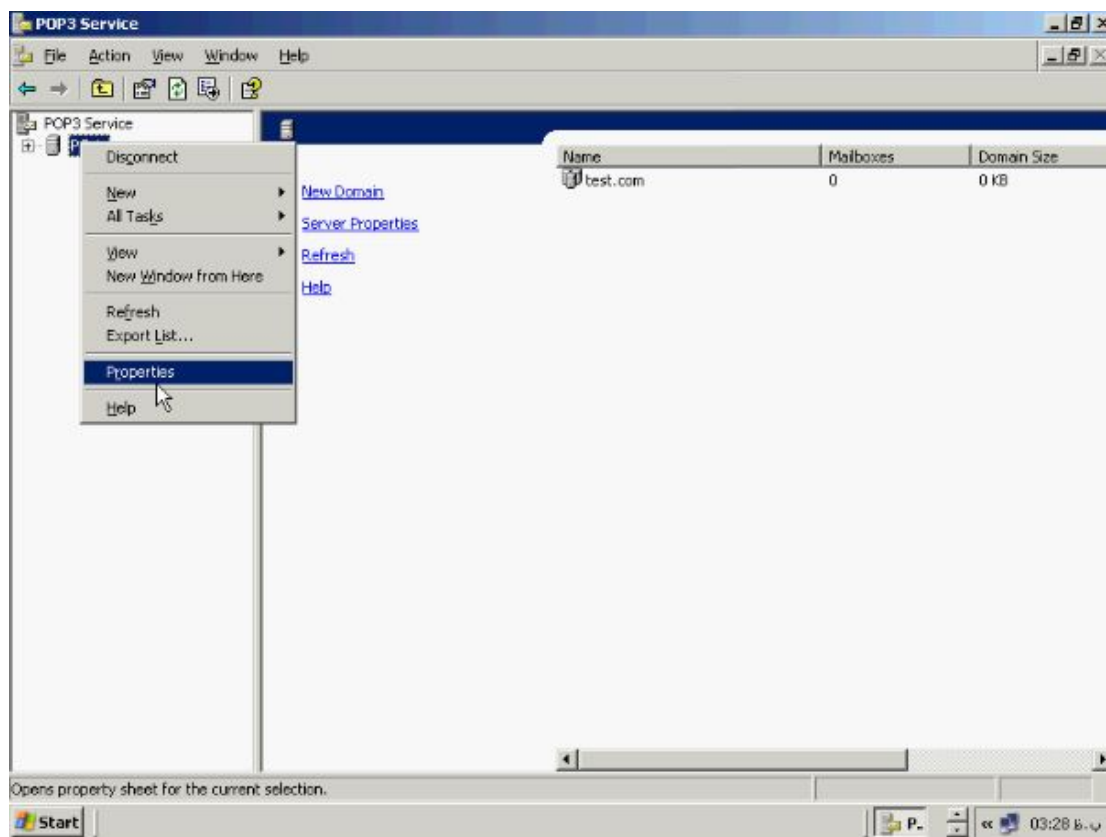 POP3 Service
File Action View Window Help
POP3 Service
Disconnect
New
All Tasks
View
New Window from Here
Refresh
Export List...
Properties
Help
New Domain
Server Properties
Refresh
Help
Name Mailboxes Domain Size
test.com 0 0 KB
Opens property sheet for the current selection.
Start P.. « 03:28 ب.ظ